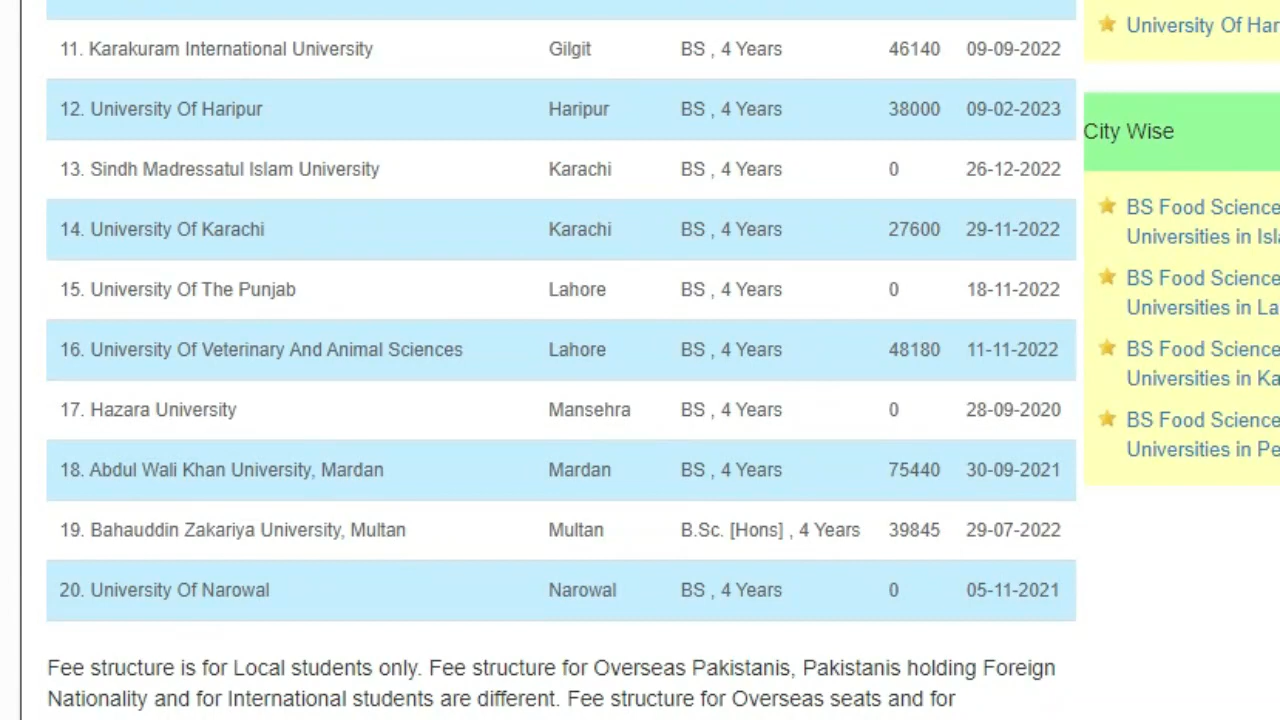 11. Karakuram International University Gilgit BS , 4 Years 46140 09-09-2022
12. University Of Haripur Haripur BS , 4 Years 38000 09-02-2023
13. Sindh Madressatul Islam University Karachi BS , 4 Years 0 26-12-2022
14. University Of Karachi Karachi BS , 4 Years 27600 29-11-2022
15. University Of The Punjab Lahore BS , 4 Years 0 18-11-2022
16. University Of Veterinary And Animal Sciences Lahore BS , 4 Years 48180 11-11-2022
17. Hazara University Mansehra BS , 4 Years 0 28-09-2020
18. Abdul Wali Khan University, Mardan Mardan BS , 4 Years 75440 30-09-2021
19. Bahauddin Zakariya University, Multan Multan B.Sc. [Hons] , 4 Years 39845 29-07-2022
20. University Of Narowal Narowal BS , 4 Years 0 05-11-2021
Fee structure is for Local students only. Fee structure for Overseas Pakistanis, Pakistanis holding Foreign
Nationality and for International students are different. Fee structure for Overseas seats and for
University Of Har
City Wise
BS Food Science
Universities in Isl
BS Food Science
Universities in La
BS Food Science
Universities in Ka
BS Food Science
Universities in Pe